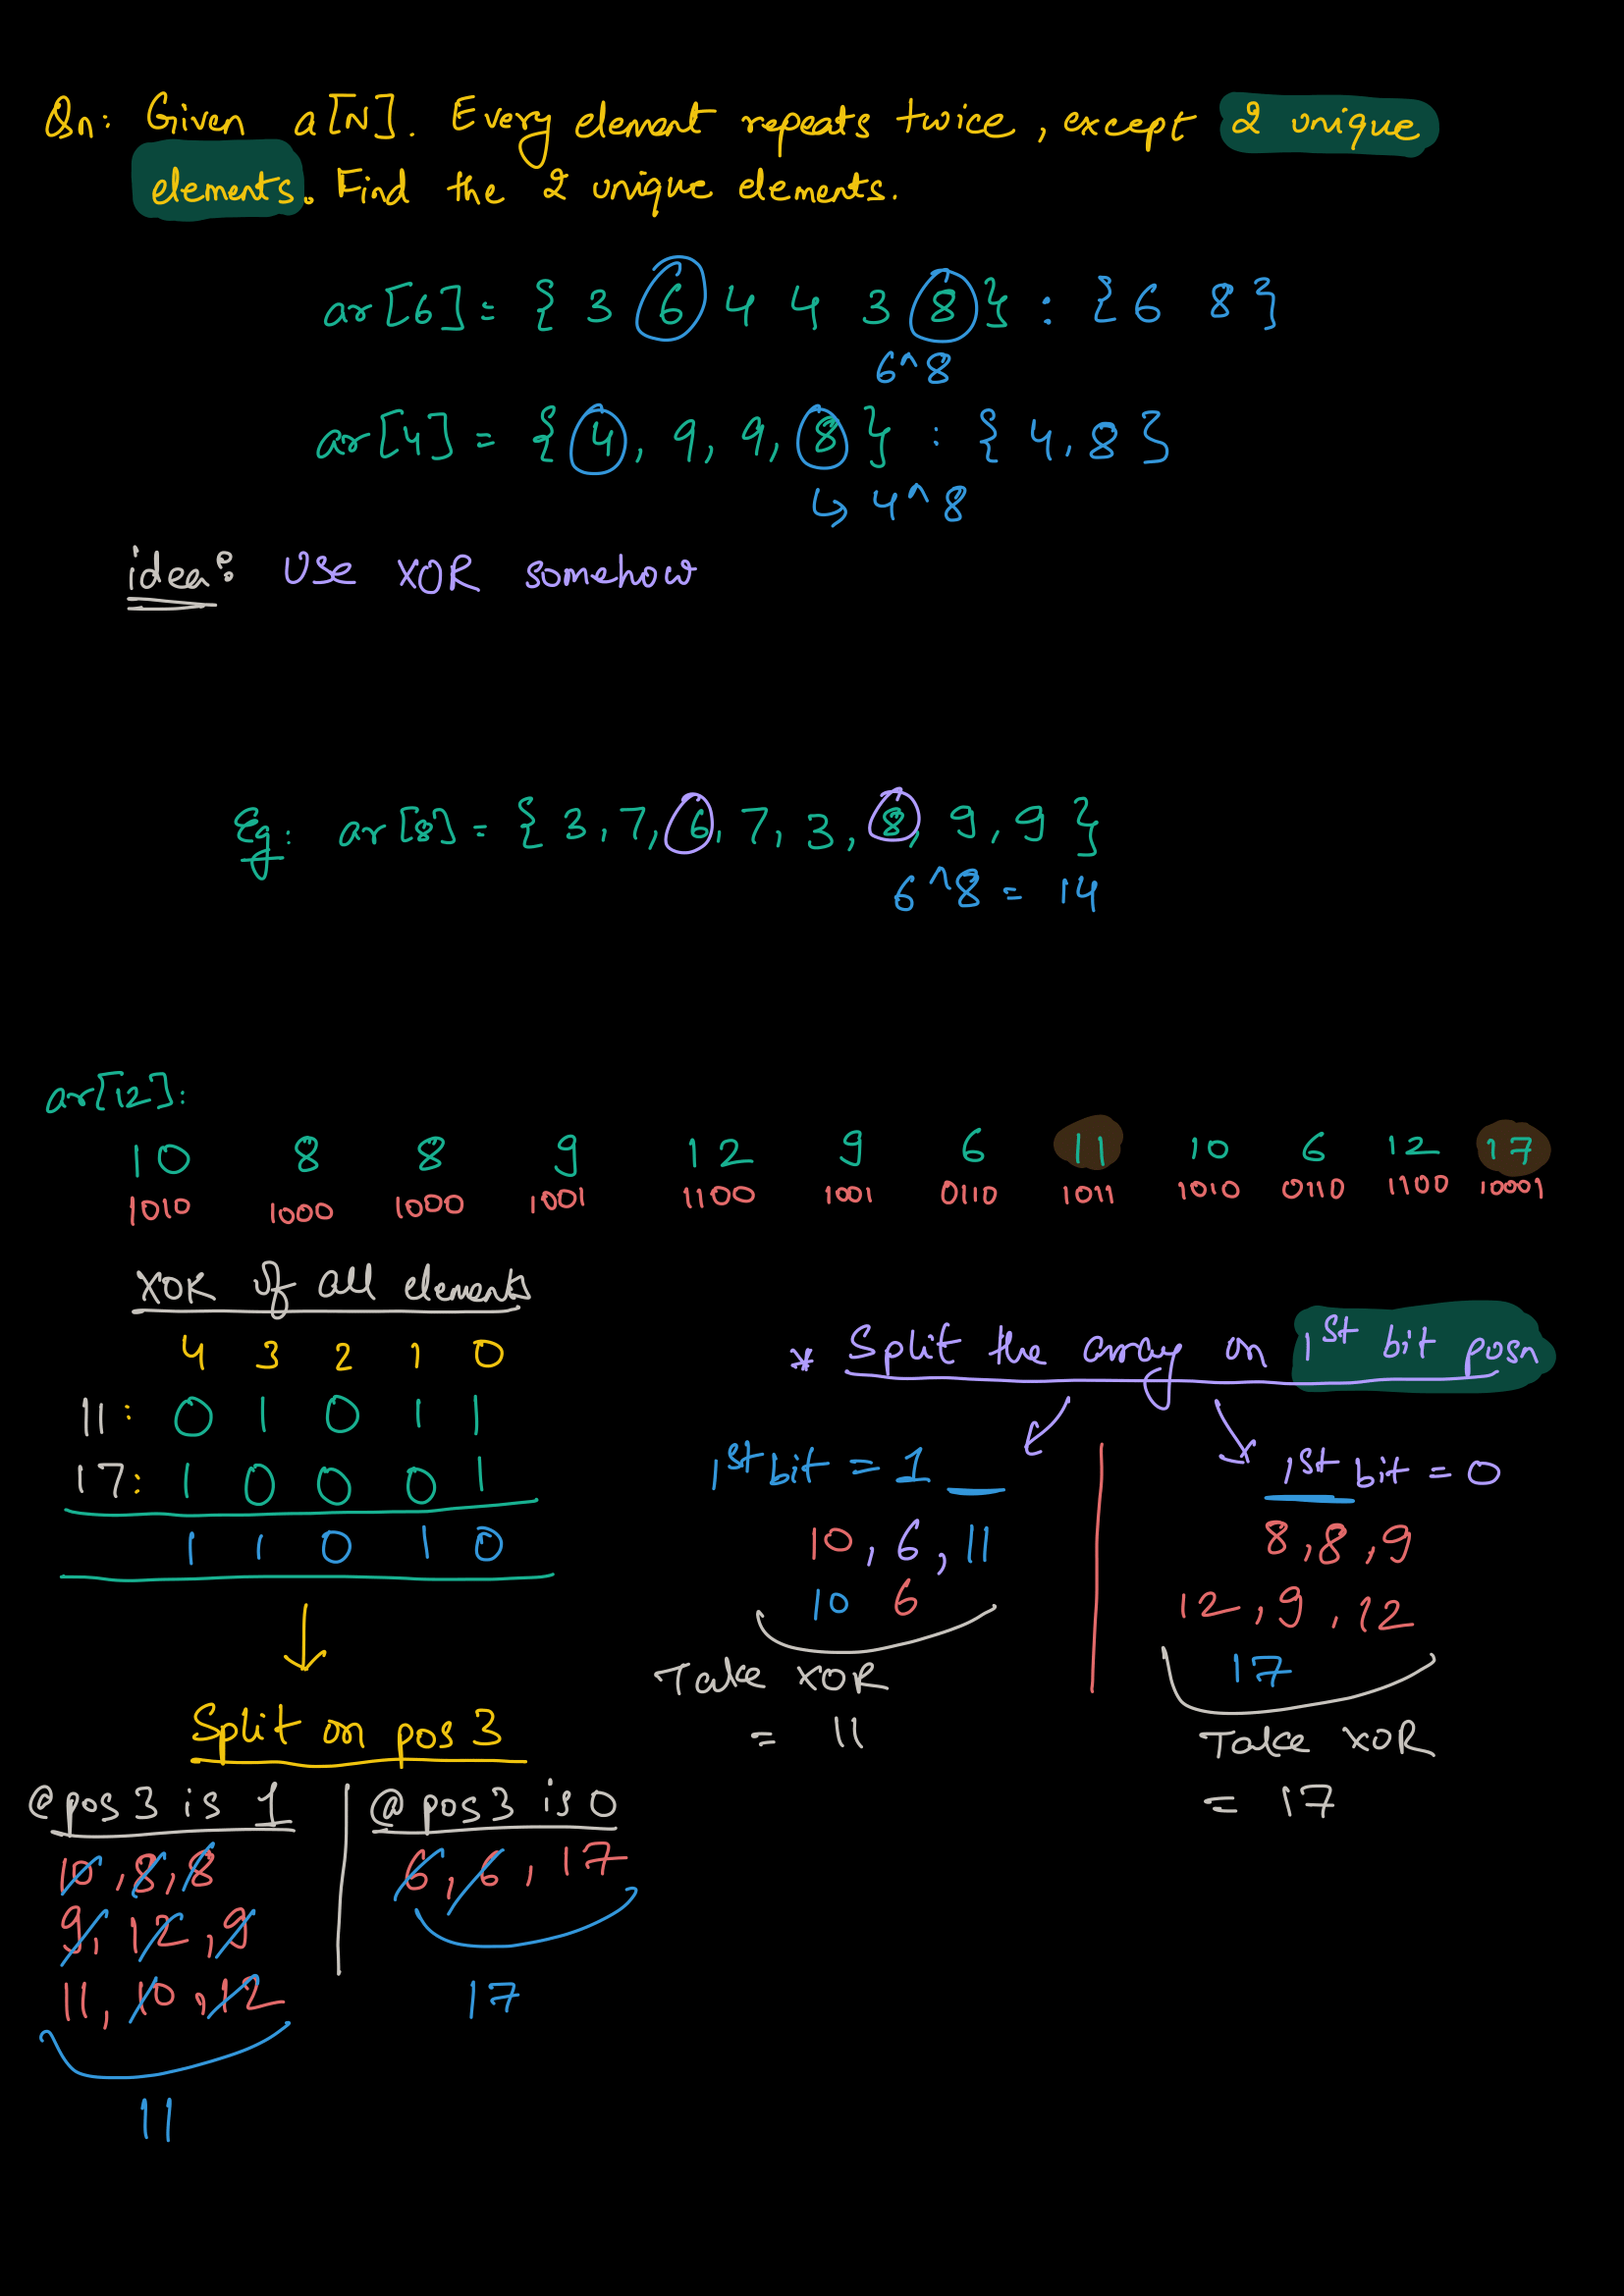 Qn: Given a[N]. Every element repeats twice, except 2 unique
elements. Find the 2 unique elements.
ar[6] = { 3 6 4 4 3 8 } : { 6 8 }
6^8
ar[4] = { 4, 9, 9, 8 } : { 4, 8 }
↳ 4^8
idea: Use XOR somehow
Eg: ar[8] = { 3, 7, 6, 7, 3, 8, 9, 9 }
6^8 = 14
ar[12]:
10 8 8 9 12 9 6 11 10 6 12 17
1010 1000 1000 1001 1100 1001 0110 1011 1010 0110 1100 10001
XOR of all elements
4 3 2 1 0
11: 0 1 0 1 1
17: 1 0 0 0 1
1 1 0 1 0
↓
Split on pos 3
@pos 3 is 1
10, 8, 8
9, 12, 9
11, 10, 12
11
@pos 3 is 0
6, 6, 17
17
* Split the array on 1st bit posn
1st bit = 1
10, 6, 11
10 6
Take XOR
= 11
1st bit = 0
8, 8, 9
12, 9, 12
17
Take XOR
= 17